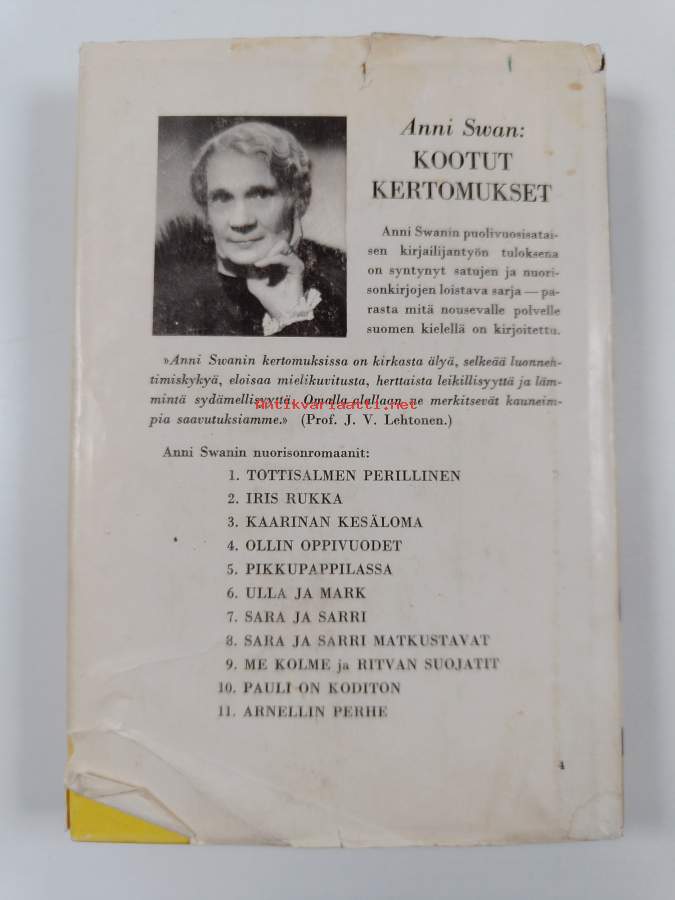 Anni Swan:
KOOTUT
KERTOMUKSET
Anni Swanin puolivuosisatai-
sen kirjailijantyön tuloksena
on syntynyt satujen ja nuori-
sonkirjojen loistava sarja — pa-
rasta mitä nousevalle polvelle
suomen kielellä on kirjoitettu.
»Anni Swanin kertomuksissa on kirkasta älyä, selkeää luonneh-
timiskykyä, eloisaa mielikuvitusta, herttaista leikillisyyttä ja läm-
mintä sydämellisyyttä. Omalla alallaan ne merkitsevät kauneim-
antikvariaatti.net
pia saavutuksiamme.» (Prof. J. V. Lehtonen.)
Anni Swanin nuorisonromaanit:
1. TOTTISALMEN PERILLINEN
2. IRIS RUKKA
3. KAARINAN KESÄLOMA
4. OLLIN OPPIVUODET
5. PIKKUPAPPILASSA
6. ULLA JA MARK
7. SARA JA SARRI
8. SARA JA SARRI MATKUSTAVAT
9. ME KOLME ja RITVAN SUOJATIT
10. PAULI ON KODITON
11. ARNELLIN PERHE
4